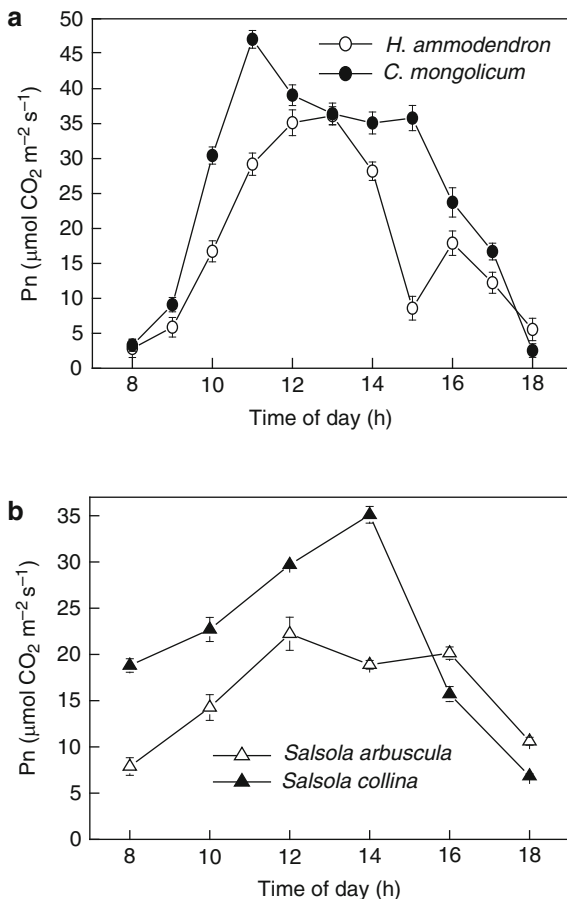 a
50
45
40
35
30
25
20
15
10
5
0
Pn (μmol CO₂ m⁻² s⁻¹)
H. ammodendron
C. mongolicum
8 10 12 14 16 18
Time of day (h)
b
35
30
25
20
15
10
5
0
Pn (μmol CO₂ m⁻² s⁻¹)
Salsola arbuscula
Salsola collina
8 10 12 14 16 18
Time of day (h)